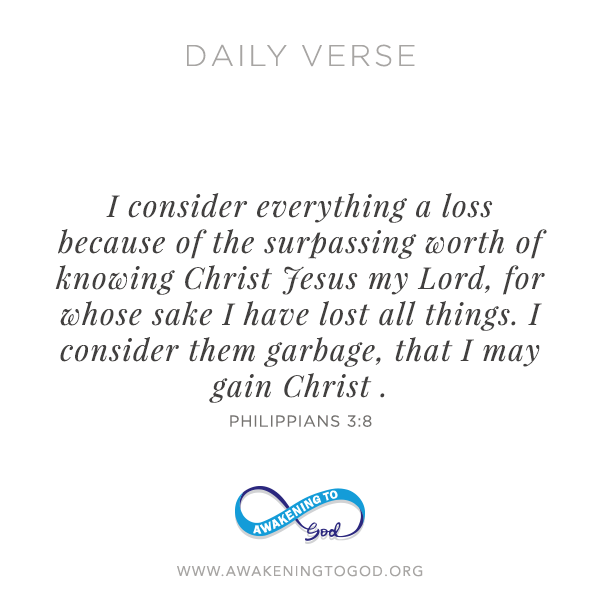 DAILY VERSE
I consider everything a loss
because of the surpassing worth of
knowing Christ Jesus my Lord, for
whose sake I have lost all things. I
consider them garbage, that I may
gain Christ .
PHILIPPIANS 3:8
AWAKENING TO
God
WWW.AWAKENINGTOGOD.ORG